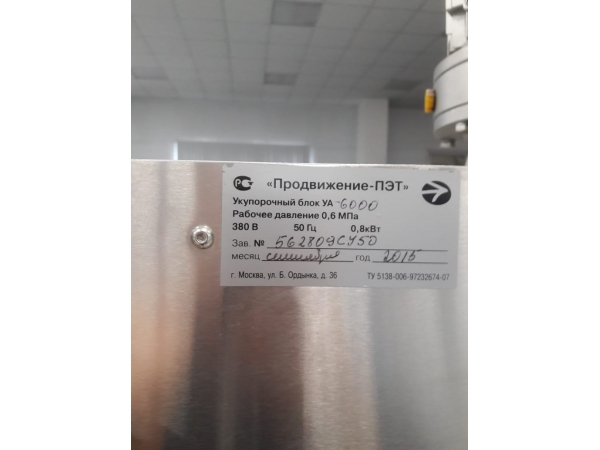 «Продвижение-ПЭТ»
Укупорочный блок УА-6000
Рабочее давление 0,6 МПа
380 В 50 Гц 0,8кВт
Зав. № 562809СУ50
месяц сентябрь год 2015
г. Москва, ул. Б. Ордынка, д. 36 ТУ 5138-006-97232674-07